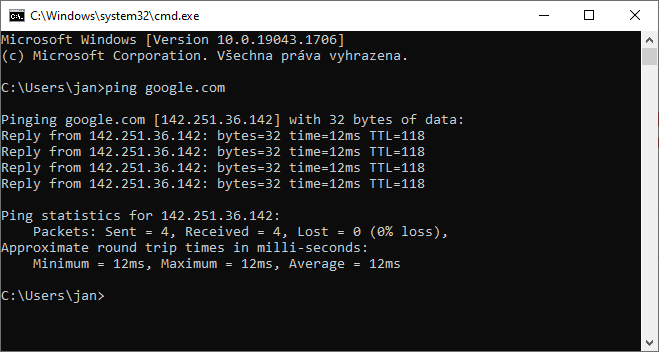 C:\Windows\system32\cmd.exe
Microsoft Windows [Version 10.0.19043.1706]
(c) Microsoft Corporation. Všechna práva vyhrazena.
C:\Users\jan>ping google.com
Pinging google.com [142.251.36.142] with 32 bytes of data:
Reply from 142.251.36.142: bytes=32 time=12ms TTL=118
Reply from 142.251.36.142: bytes=32 time=12ms TTL=118
Reply from 142.251.36.142: bytes=32 time=12ms TTL=118
Reply from 142.251.36.142: bytes=32 time=12ms TTL=118
Ping statistics for 142.251.36.142:
Packets: Sent = 4, Received = 4, Lost = 0 (0% loss),
Approximate round trip times in milli-seconds:
Minimum = 12ms, Maximum = 12ms, Average = 12ms
C:\Users\jan>